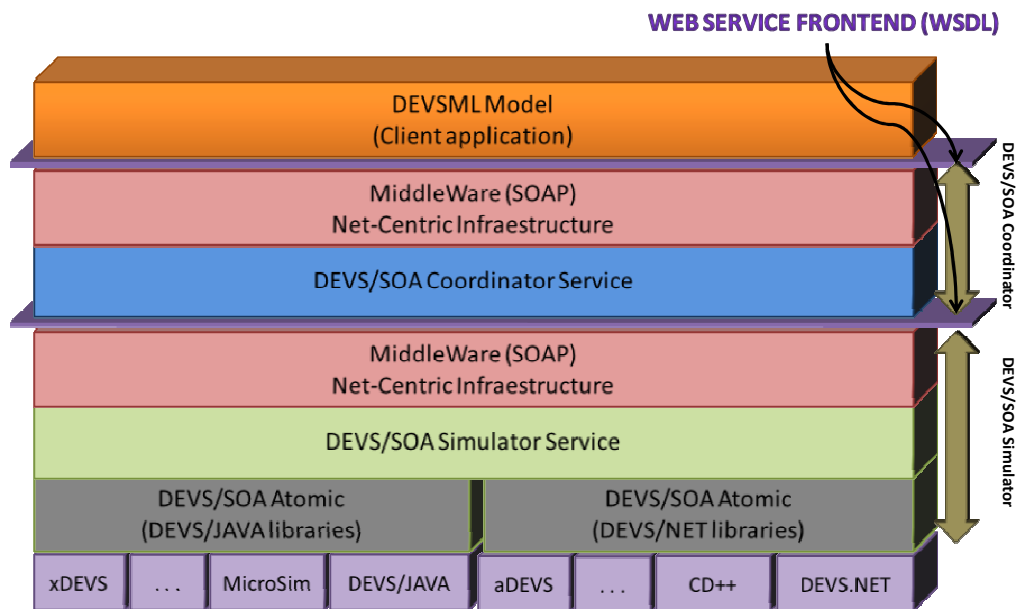 WEB SERVICE FRONTEND (WSDL)
DEVSML Model
(Client application)
MiddleWare (SOAP)
Net-Centric Infraestructure
DEVS/SOA Coordinator Service
DEVS/SOA Coordinator
MiddleWare (SOAP)
Net-Centric Infraestructure
DEVS/SOA Simulator Service
DEVS/SOA Simulator
DEVS/SOA Atomic
(DEVS/JAVA libraries)
DEVS/SOA Atomic
(DEVS/NET libraries)
xDEVS
...
MicroSim
DEVS/JAVA
aDEVS
...
CD++
DEVS.NET